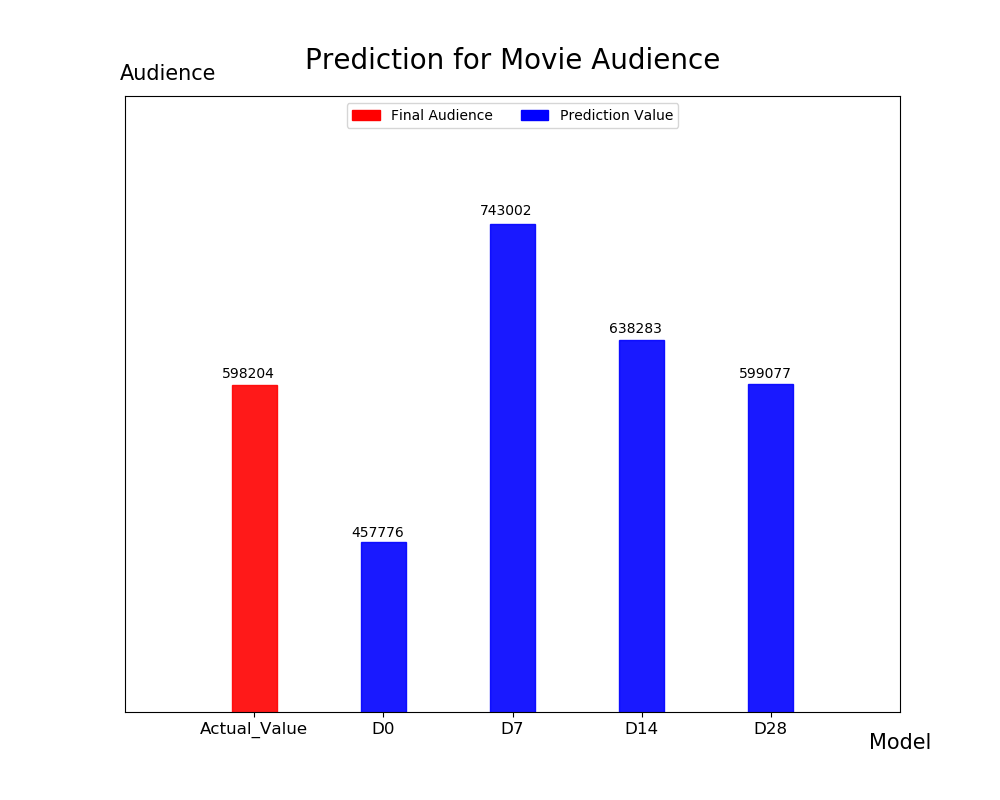 Prediction for Movie Audience
Audience
Final Audience Prediction Value
743002
638283
598204
599077
457776
Actual_Value D0 D7 D14 D28
Model